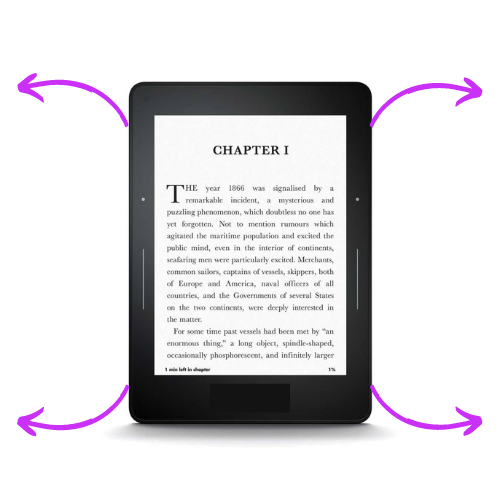 CHAPTER I
THE year 1866 was signalised by a
remarkable incident, a mysterious and
puzzling phenomenon, which doubtless no one has
yet forgotten. Not to mention rumours which
agitated the maritime population and excited the
public mind, even in the interior of continents,
seafaring men were particularly excited. Merchants,
common sailors, captains of vessels, skippers, both
of Europe and America, naval officers of all
countries, and the Governments of several States
on the two continents, were deeply interested in
the matter.
For some time past vessels had been met by "an
enormous thing," a long object, spindle-shaped,
occasionally phosphorescent, and infinitely larger
1 min left in chapter 1%